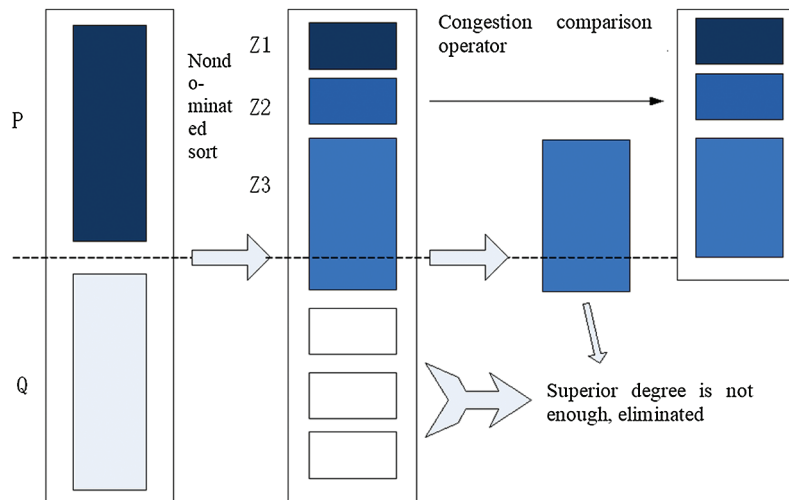 P
Q
Nond
o-
minat
ed
sort
Z1
Z2
Z3
Congestion comparison
operator
Superior degree is not
enough, eliminated